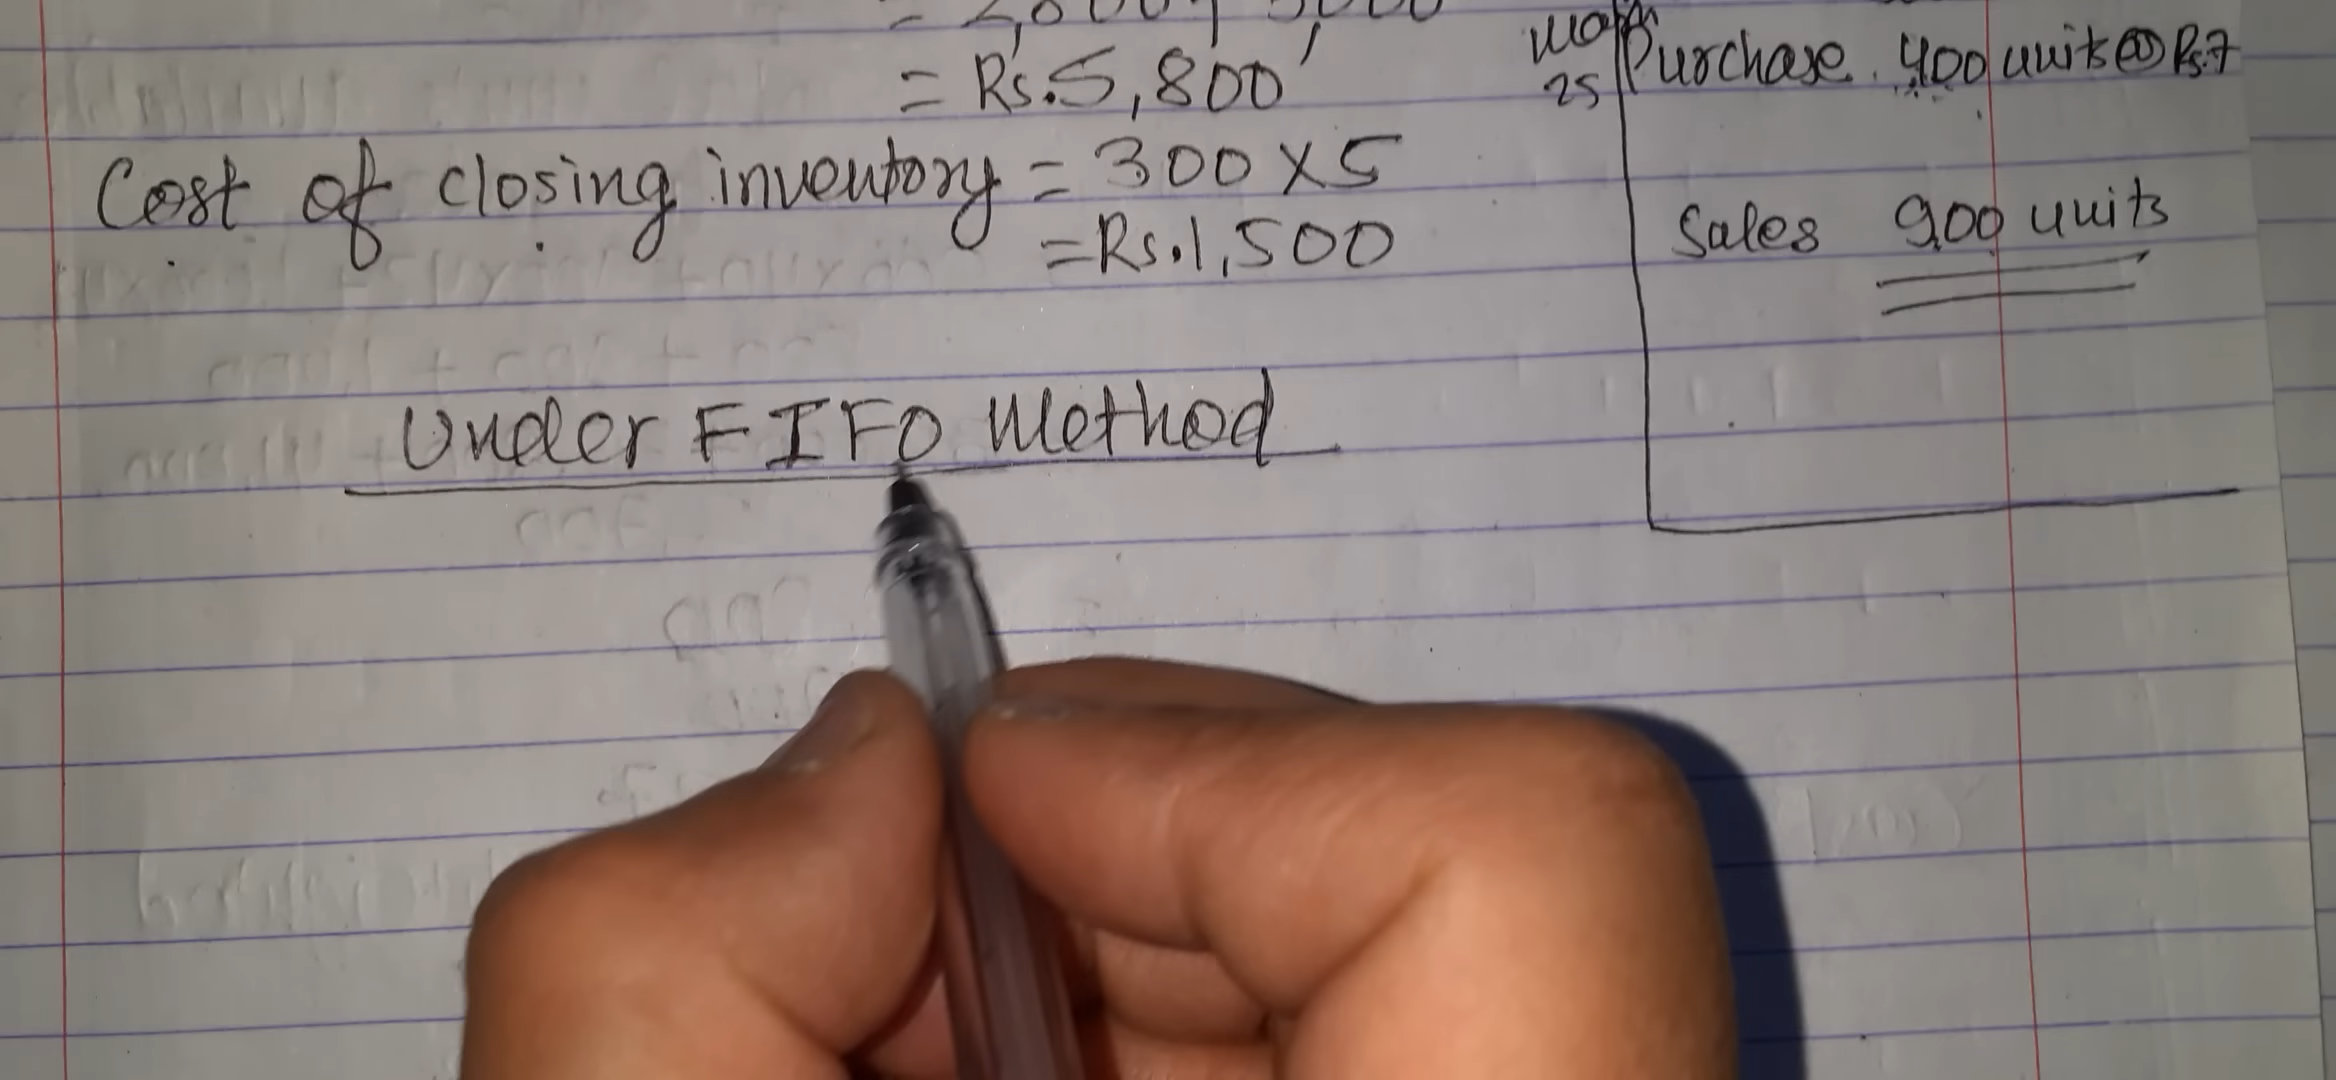 = Rs.5,800
Cost of closing inventory = 300 X 5
= Rs.1,500
Under FIFO Method
25 Purchase 400 units @ Rs.7
Sales 900 units